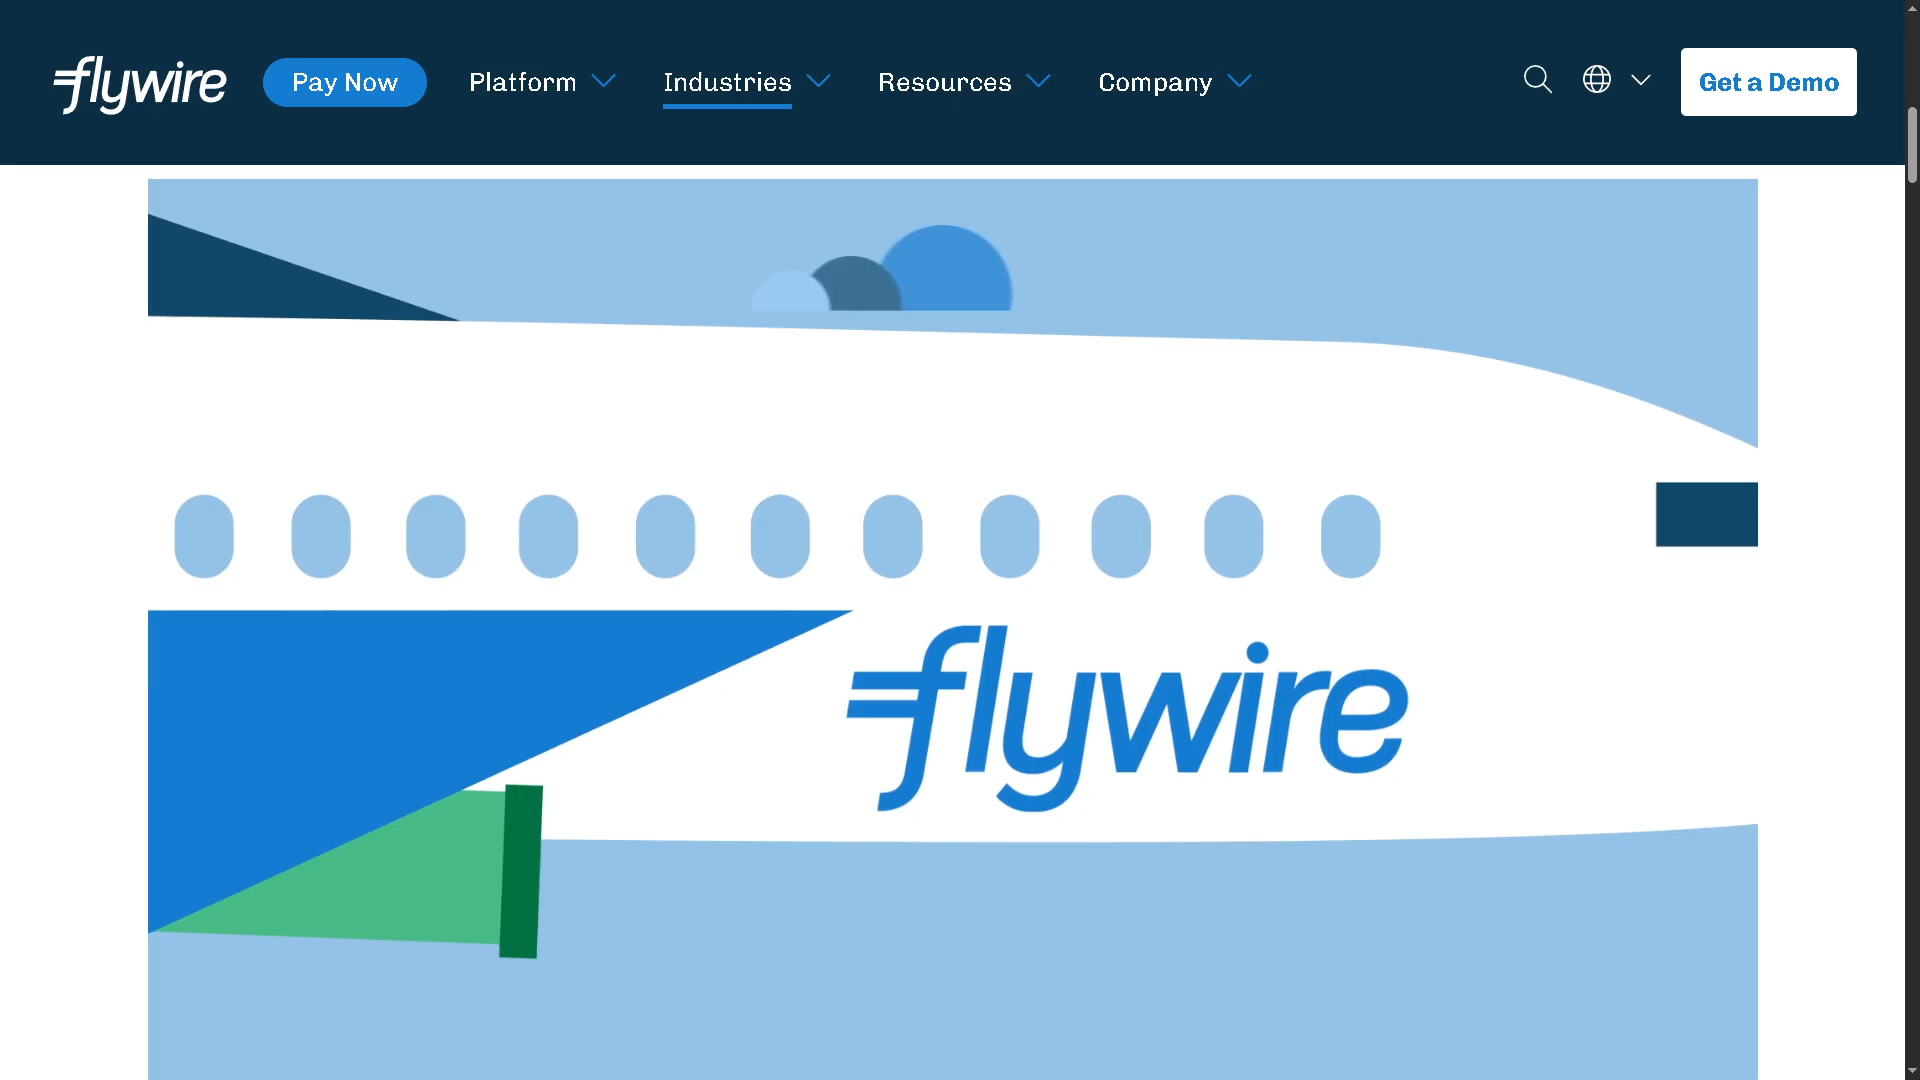 flywire
Pay Now
Platform
Industries
Resources
Company
Get a Demo
flywire